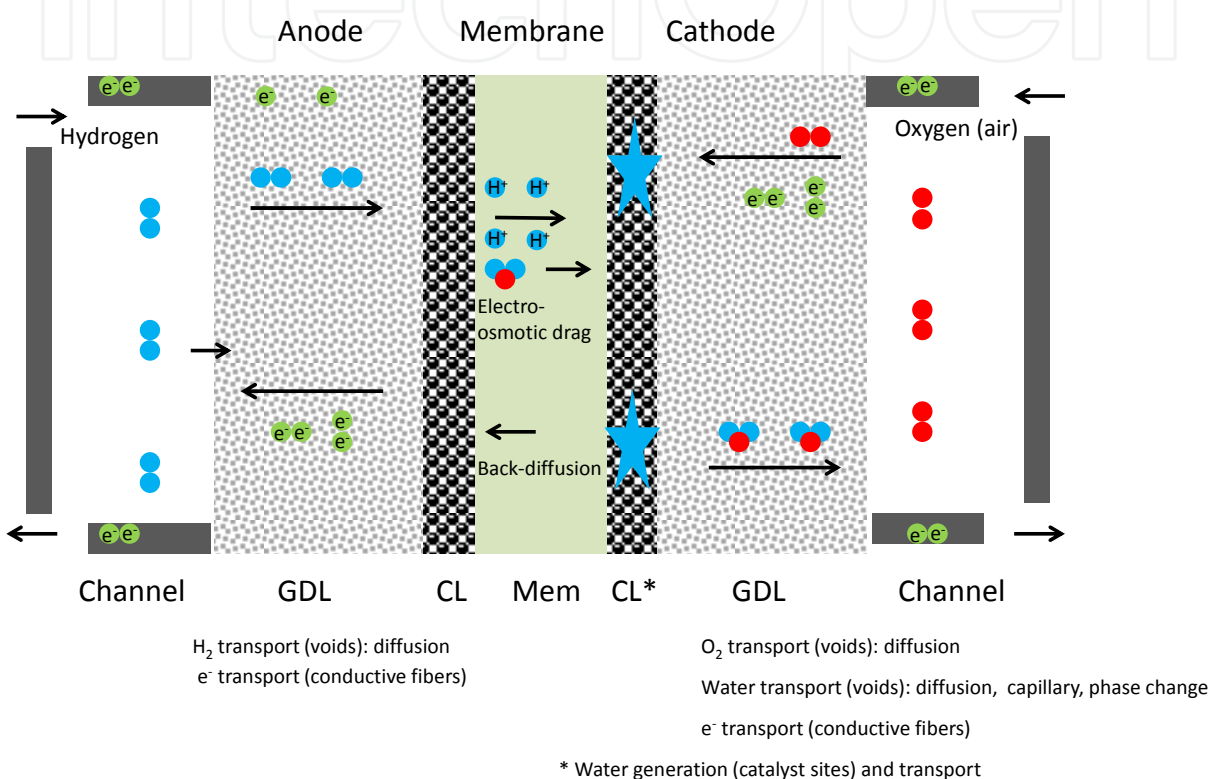 IntechOpen
Anode Membrane Cathode
e⁻ e⁻ e⁻ e⁻ e⁻ e⁻
Hydrogen Oxygen (air)
H⁺ H⁺ e⁻ e⁻ e⁻ e⁻
H⁺ H⁺
Electro-
osmotic drag
e⁻ e⁻ e⁻ e⁻
Back-diffusion
e⁻ e⁻ e⁻ e⁻
Channel GDL CL Mem CL* GDL Channel
H₂ transport (voids): diffusion
e⁻ transport (conductive fibers)
O₂ transport (voids): diffusion
Water transport (voids): diffusion, capillary, phase change
e⁻ transport (conductive fibers)
* Water generation (catalyst sites) and transport